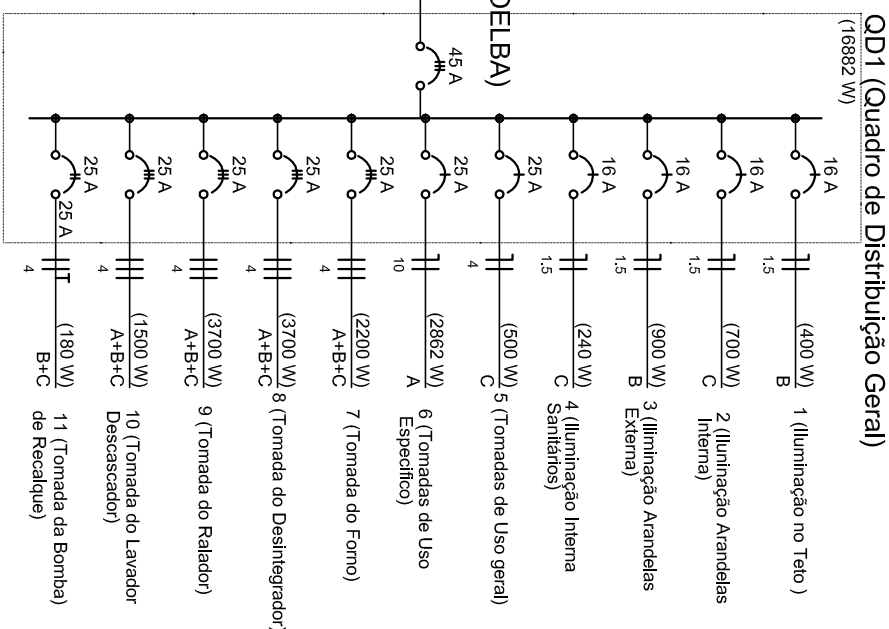 QD1 (Quadro de Distribuição Geral)
(16882 W)
DELBA)
45 A
16 A
1.5
(400 W)
B
1 (Iluminação no Teto )
16 A
1.5
(700 W)
C
2 (Iluninação Arandelas
Interna)
16 A
1.5
(900 W)
B
3 (Iliminação Arandelas
Externa)
16 A
1.5
(240 W)
C
4 (Iluminação Interna
Sanitários)
25 A
4
(500 W)
C
5 (Tomadas de Uso geral)
25 A
10
(2862 W)
A
6 (Tomadas de Uso
Especifico)
25 A
4
(2200 W)
A+B+C
7 (Tomada do Forno)
25 A
4
(3700 W)
A+B+C
8 (Tomada do Desintegrador)
25 A
4
(3700 W)
A+B+C
9 (Tomada do Ralador)
25 A
4
(1500 W)
A+B+C
10 (Tomada do Lavador
Descascador)
25 A
25 A
4
(180 W)
B+C
11 (Tomada da Bomba)
de Recalque)